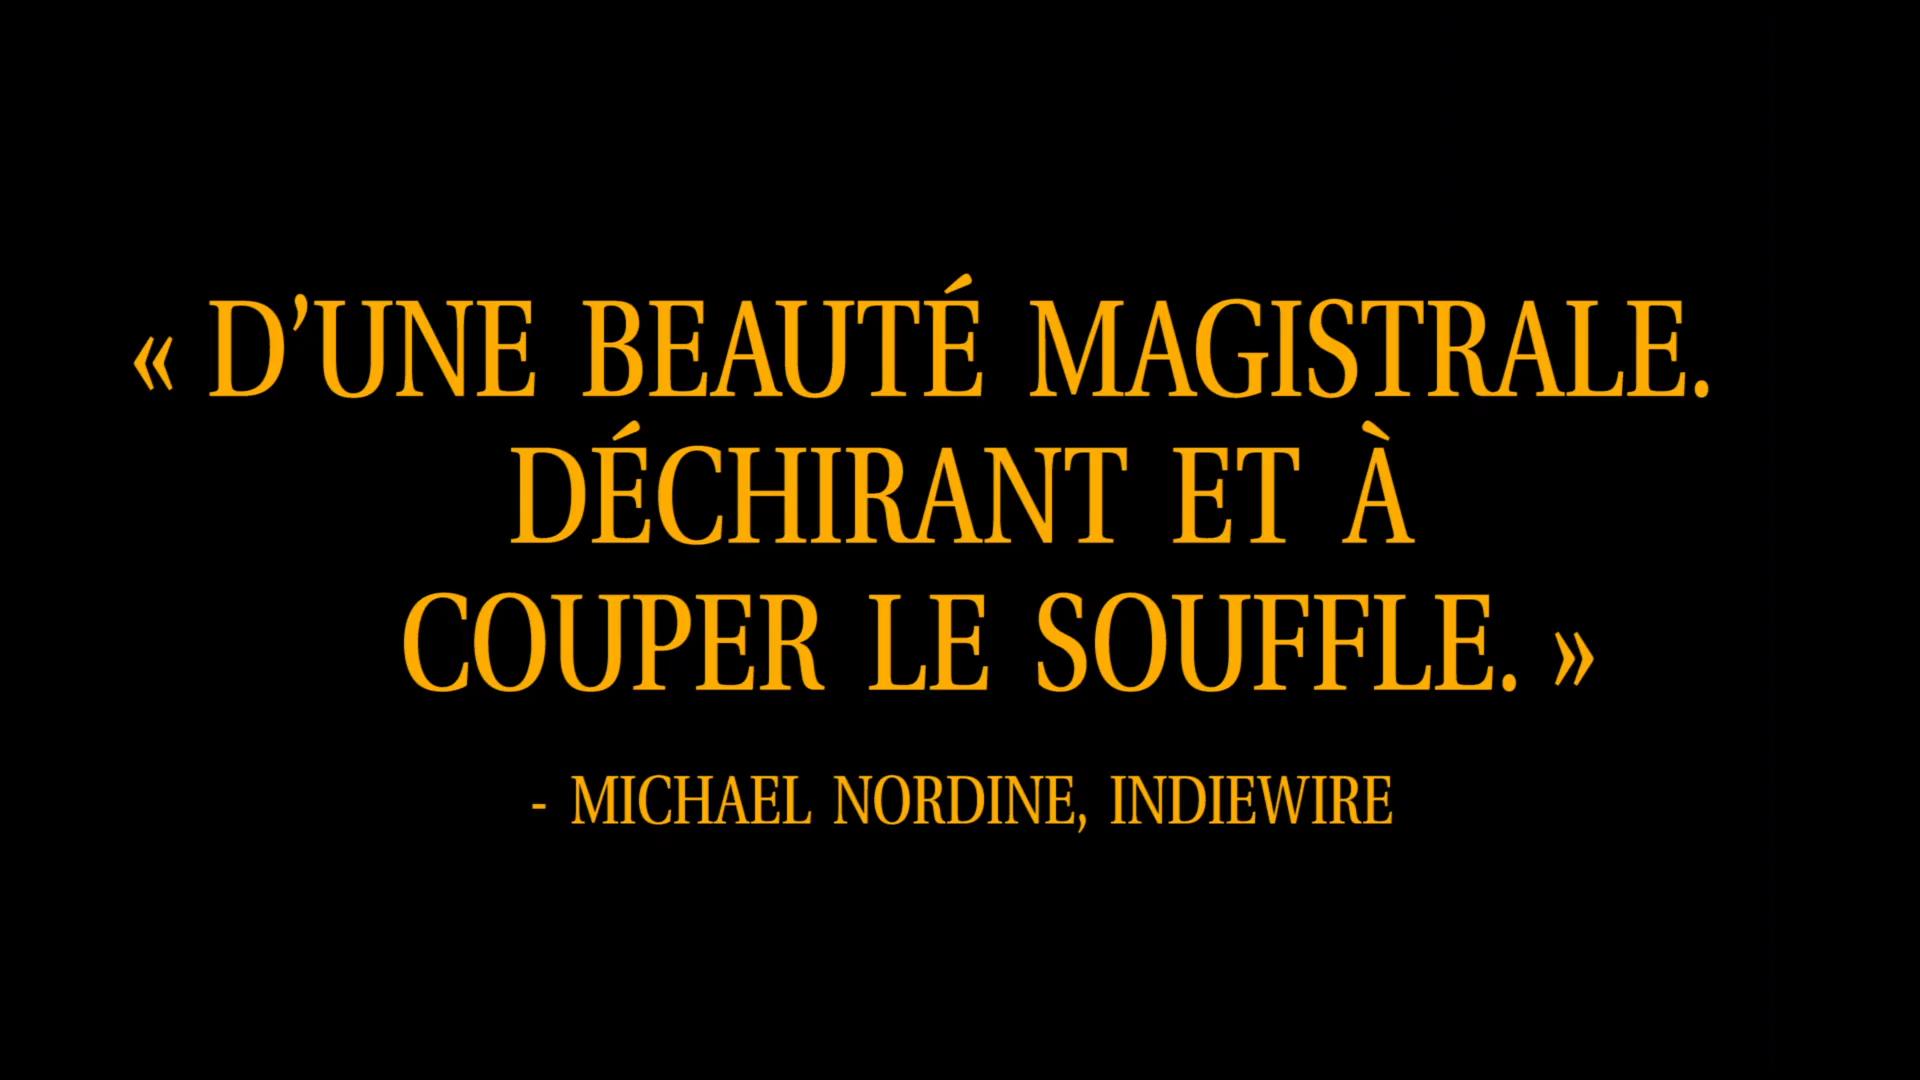 « D’UNE BEAUTÉ MAGISTRALE.
DÉCHIRANT ET À
COUPER LE SOUFFLE. »
- MICHAEL NORDINE, INDIEWIRE